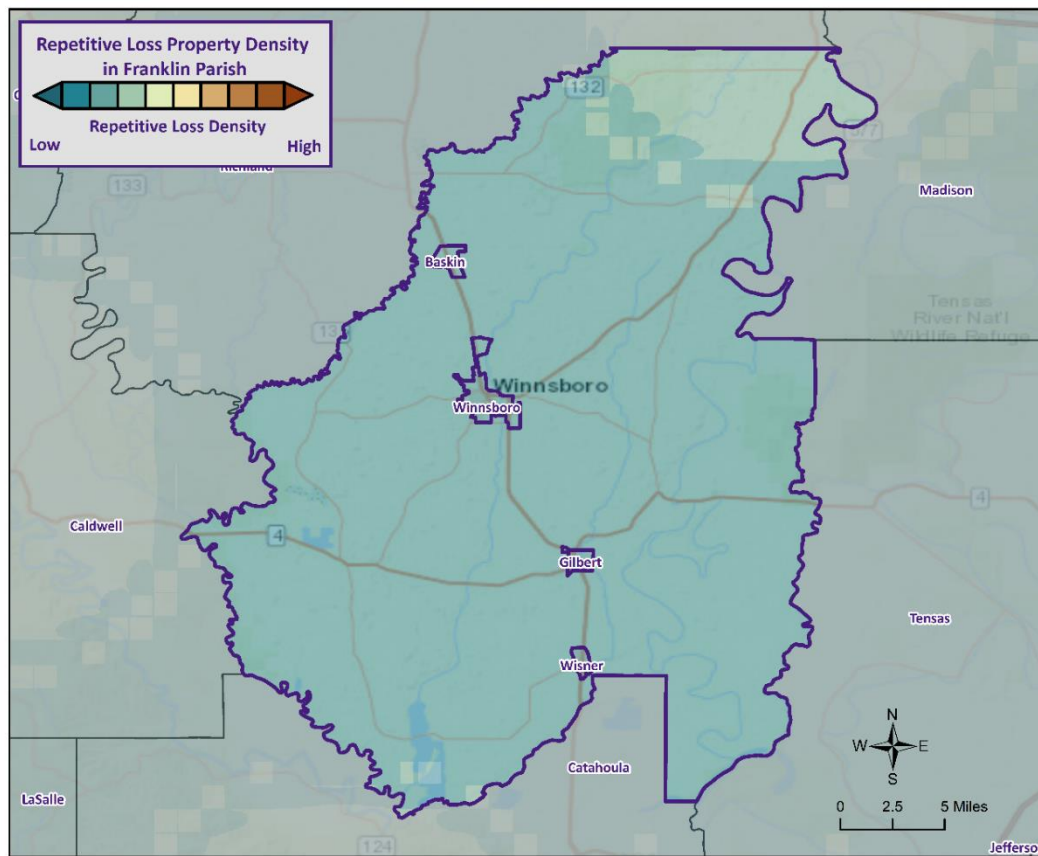 Repetitive Loss Property Density
in Franklin Parish
Repetitive Loss Density
Low
High
132
Richland
133
577
Madison
Baskin
Tensas
River Nat'l
Wildlife Refuge
Winnsboro
Winnsboro
Caldwell
4
4
Gilbert
Tensas
Wisner
N
W
E
S
Catahoula
LaSalle
0 2.5 5 Miles
124